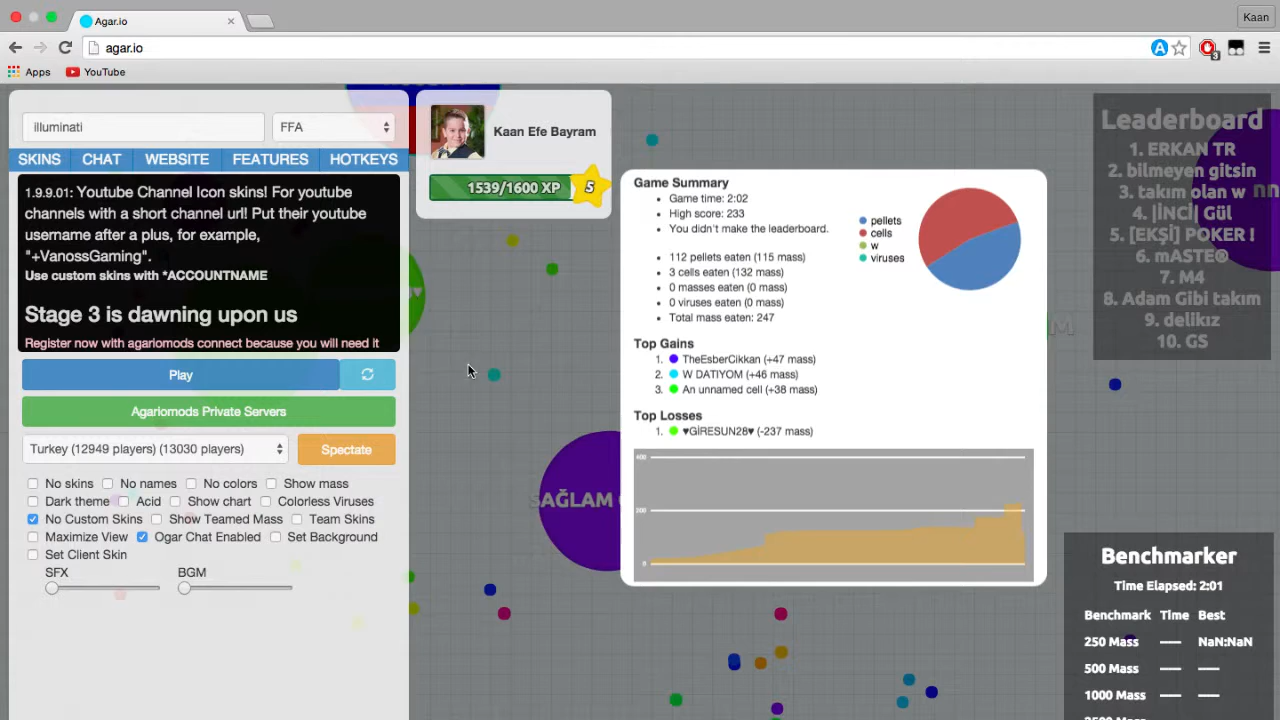 Agar.io
Kaan
agar.io
A
3
Apps
YouTube
illuminati
FFA
SKINS CHAT WEBSITE FEATURES HOTKEYS
1.9.9.01: Youtube Channel Icon skins! For youtube
channels with a short channel url! Put their youtube
username after a plus, for example,
"+VanossGaming".
Use custom skins with *ACCOUNTNAME
Stage 3 is dawning upon us
Register now with agariomods connect because you will need it
Play
Agariomods Private Servers
Turkey (12949 players) (13030 players)
Spectate
No skins No names No colors Show mass
Dark theme Acid Show chart Colorless Viruses
No Custom Skins Show Teamed Mass Team Skins
Maximize View Ogar Chat Enabled Set Background
Set Client Skin
SFX BGM
Kaan Efe Bayram
1539/1600 XP
5
SAĞLAM
Game Summary
Game time: 2:02
High score: 233
You didn't make the leaderboard.
112 pellets eaten (115 mass)
3 cells eaten (132 mass)
0 masses eaten (0 mass)
0 viruses eaten (0 mass)
Total mass eaten: 247
pellets
cells
w
viruses
Top Gains
1. TheEsberCikkan (+47 mass)
2. W DATIYOM (+46 mass)
3. An unnamed cell (+38 mass)
Top Losses
1. ♥GİRESUN28♥ (-237 mass)
400
200
0
Leaderboard
1. ERKAN TR
2. bilmeyen gitsin
3. takım olan w
4. |İNCİ| Gül
5. [EKŞİ] POKER !
6. mASTE®
7. M4
8. Adam Gibi takım
9. delikız
10. GS
Benchmarker
Time Elapsed: 2:01
Benchmark Time Best
250 Mass —— NaN:NaN
500 Mass —— ——
1000 Mass —— ——